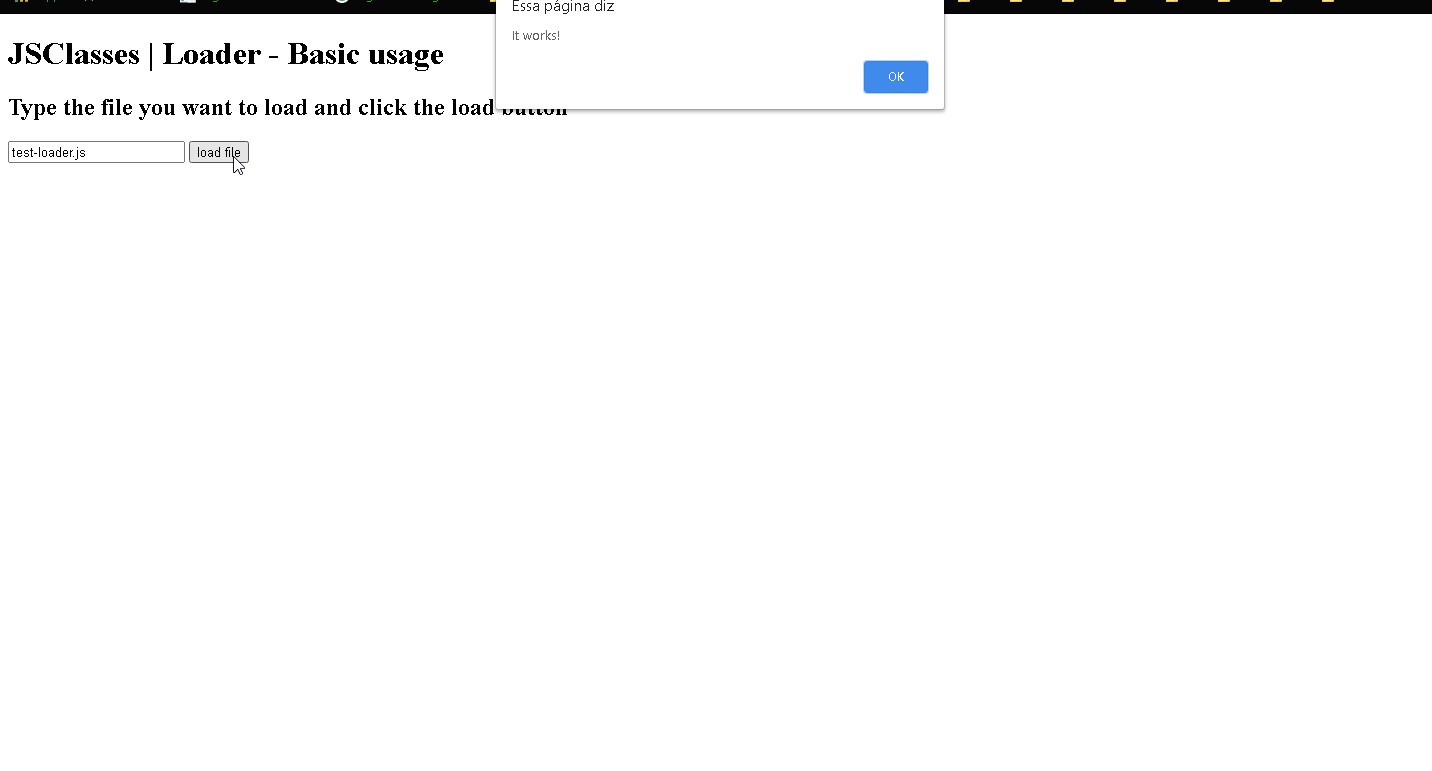 Essa página diz
It works!
OK
JSClasses | Loader - Basic usage
Type the file you want to load and click the load button
test-loader.js
load file